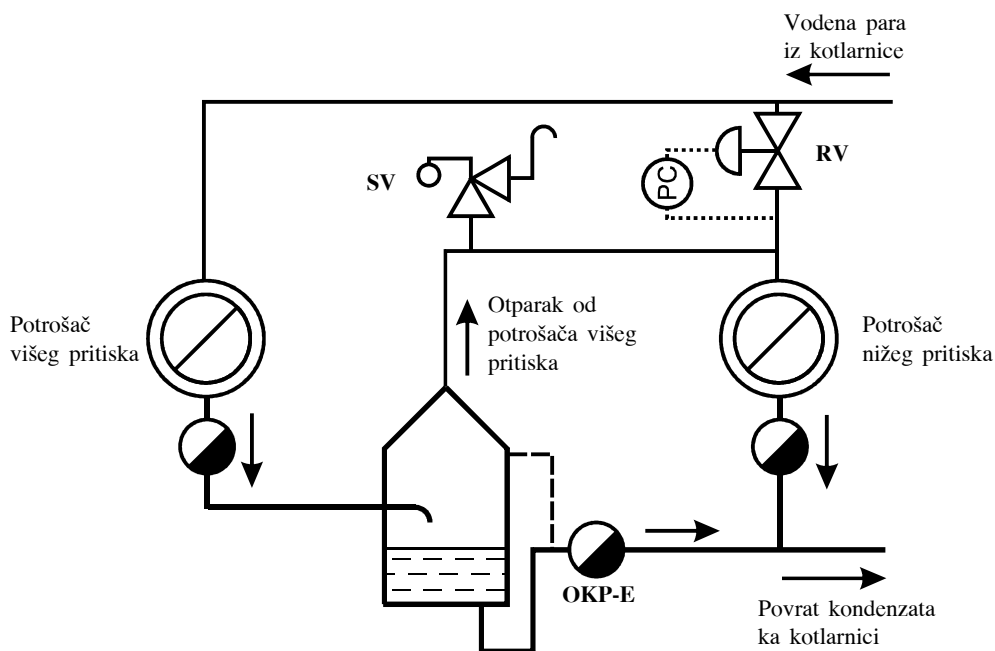 Vodena para
iz kotlarnice
SV
PC
RV
Potrošač
višeg pritiska
Otparak od
potrošača višeg
pritiska
Potrošač
nižeg pritiska
OKP-E
Povrat kondenzata
ka kotlarnici